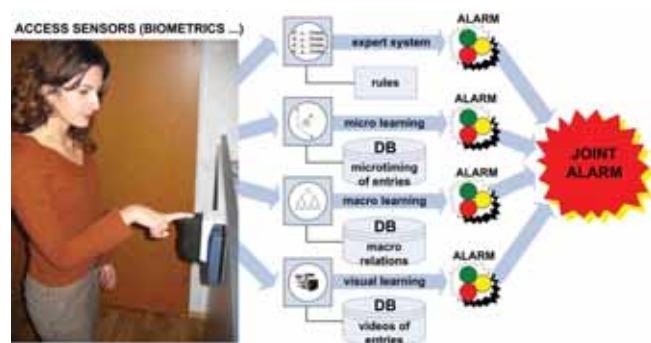 ACCESS SENSORS (BIOMETRICS ...)
expert system
ALARM
rules
micro learning
ALARM
DB
microtiming
of entries
macro learning
ALARM
DB
macro
relations
visual learning
ALARM
DB
videos of
entries
JOINT
ALARM